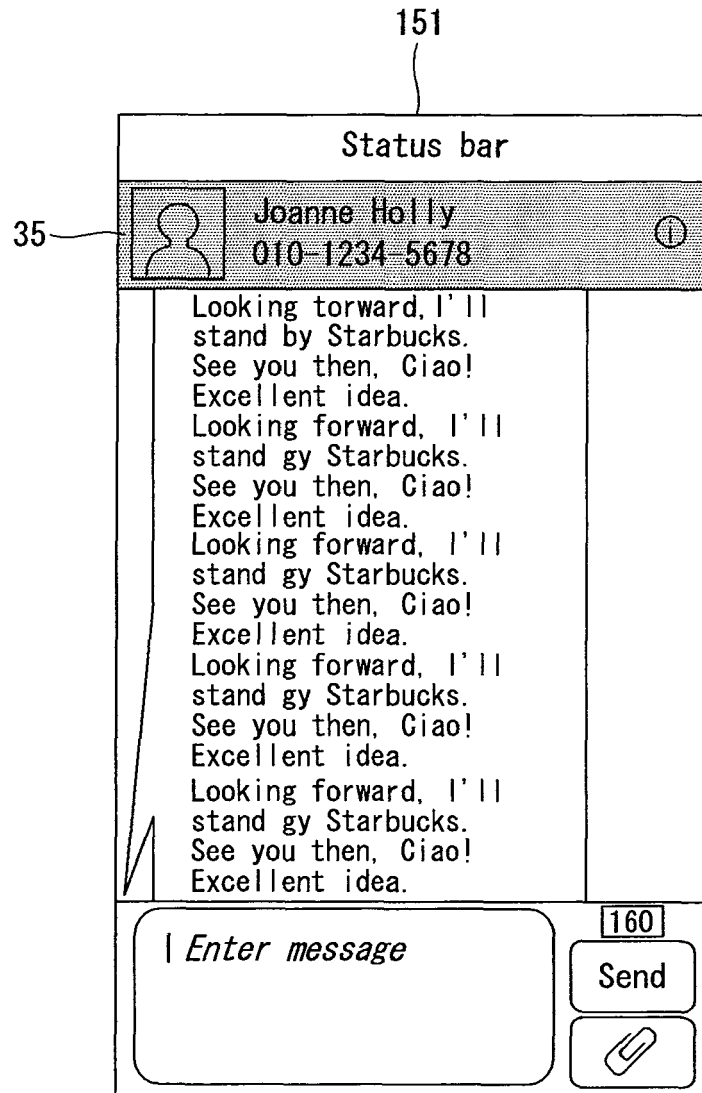 151
Status bar
35
Joanne Holly
010-1234-5678
Looking torward, I'll
stand by Starbucks.
See you then, Ciao!
Excellent idea.
Looking forward, I'll
stand gy Starbucks.
See you then, Ciao!
Excellent idea.
Looking forward, I'll
stand gy Starbucks.
See you then, Ciao!
Excellent idea.
Looking forward, I'll
stand gy Starbucks.
See you then, Ciao!
Excellent idea.
Looking forward, I'll
stand gy Starbucks.
See you then, Ciao!
Excellent idea.
160
Enter message
Send